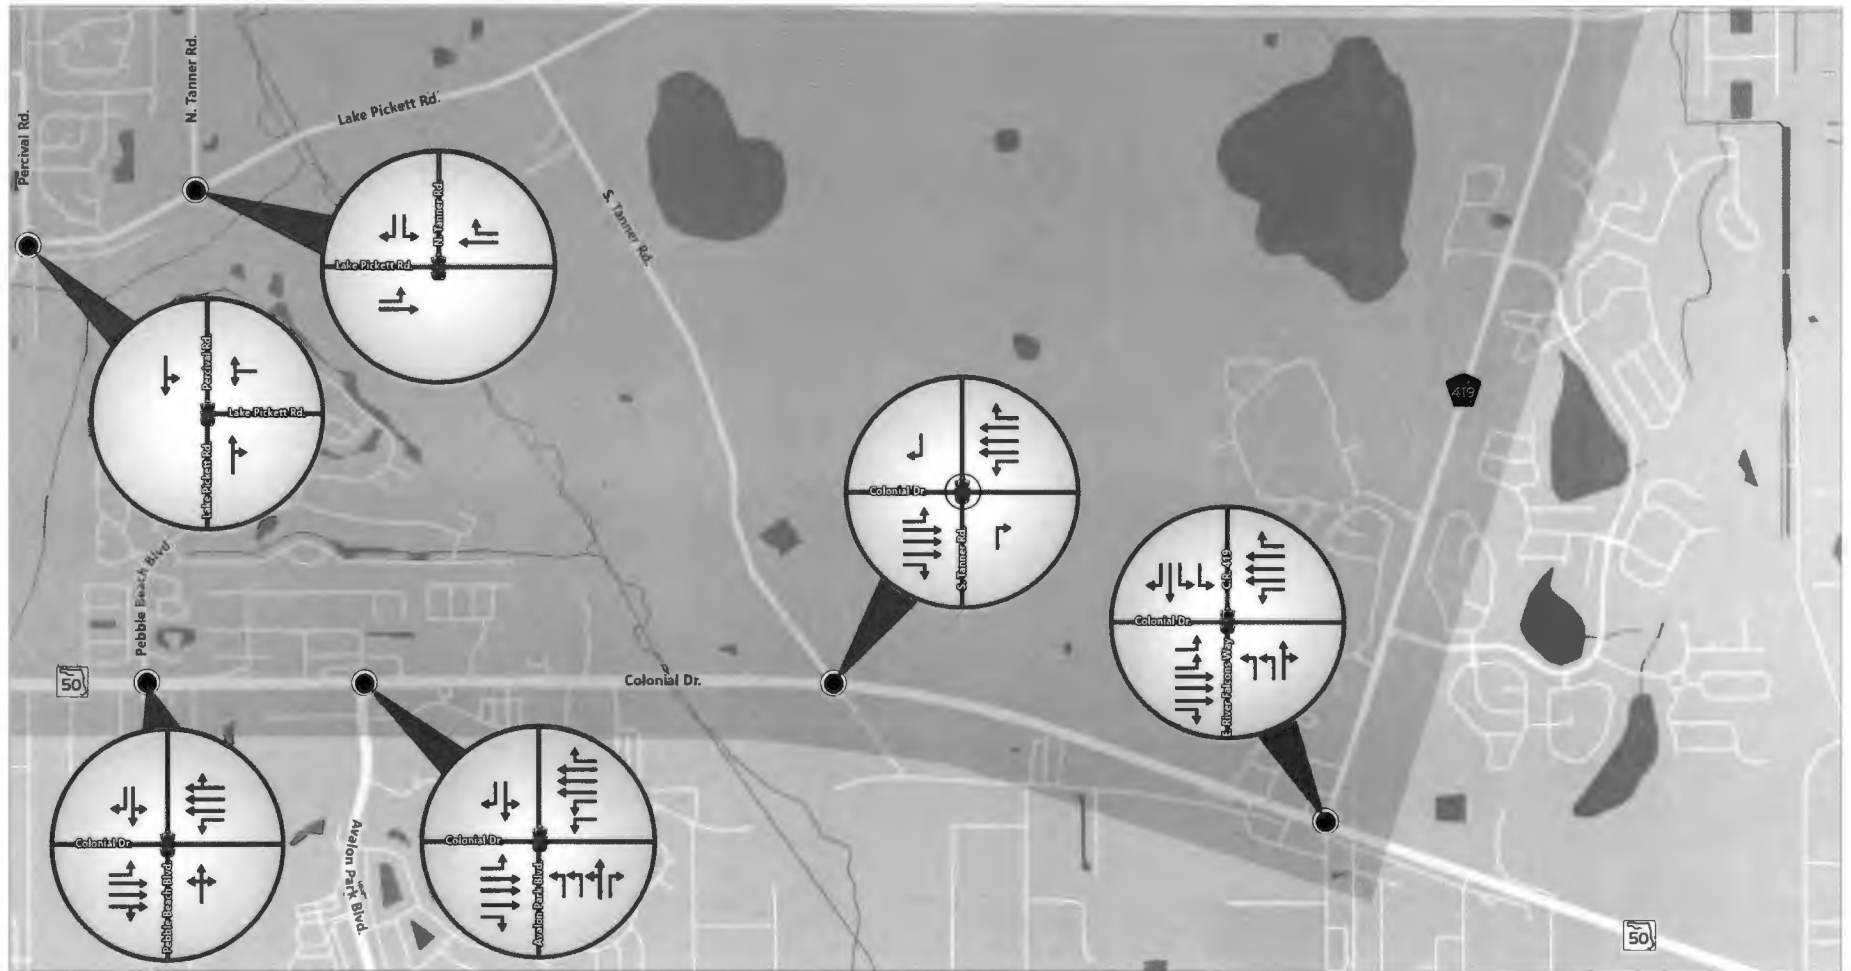 Percival Rd.
N. Tanner Rd.
Lake Pickett Rd.
S. Tanner Rd.
N. Tanner Rd.
Lake Pickett Rd.
Percival Rd
Lake Pickett Rd.
Lake Pickett Rd
419
Colonial Dr.
S. Tanner Rd
C.R. 419
Colonial Dr.
E. River Falcons Way
Pebble Beach Blvd.
50
Colonial Dr.
Colonial Dr
Pebble Beach Blvd.
Colonial Dr.
Avalon Park Blvd
Avalon Park Blvd.
50